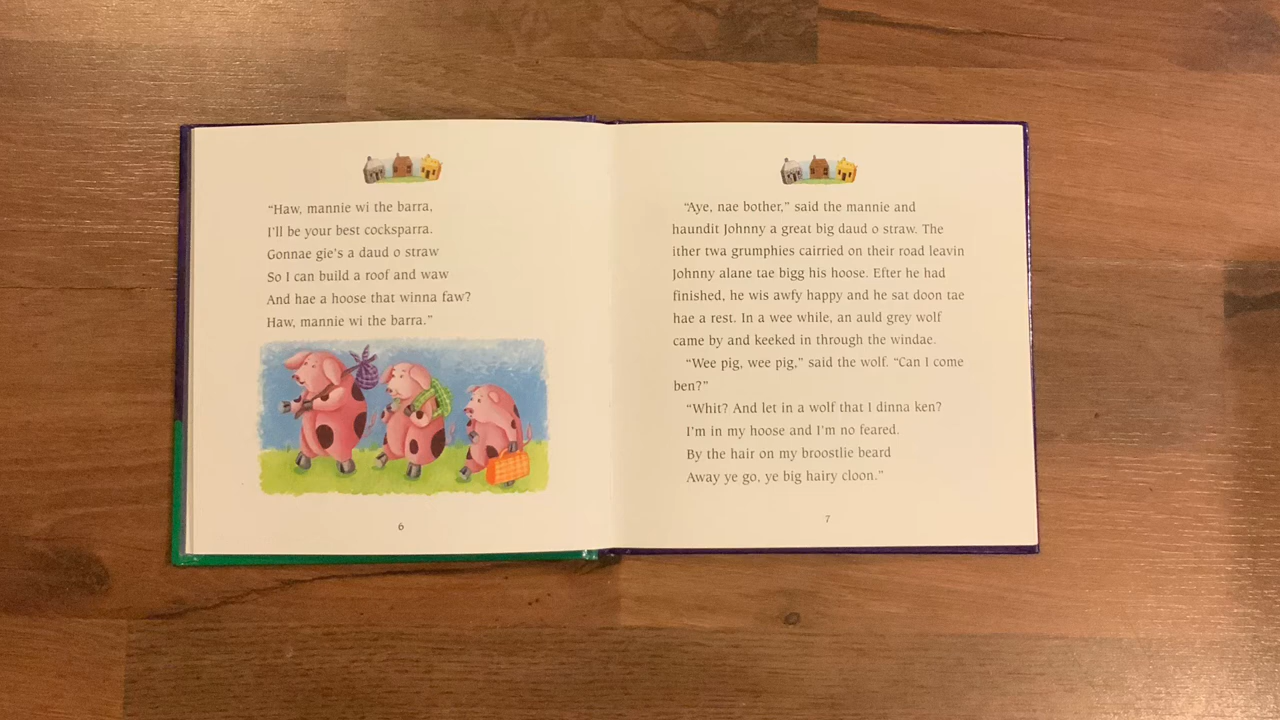 “Haw, mannie wi the barra,
I’ll be your best cocksparra.
Gonnae gie’s a daud o straw
So I can build a roof and waw
And hae a hoose that winna faw?
Haw, mannie wi the barra.”
6
“Aye, nae bother,” said the mannie and
haundit Johnny a great big daud o straw. The
ither twa grumphies cairried on their road leavin
Johnny alane tae bigg his hoose. Efter he had
finished, he wis awfy happy and he sat doon tae
hae a rest. In a wee while, an auld grey wolf
came by and keeked in through the windae.
“Wee pig, wee pig,” said the wolf. “Can I come
ben?”
“Whit? And let in a wolf that I dinna ken?
I’m in my hoose and I’m no feared.
By the hair on my broostlie beard
Away ye go, ye big hairy cloon.”
7